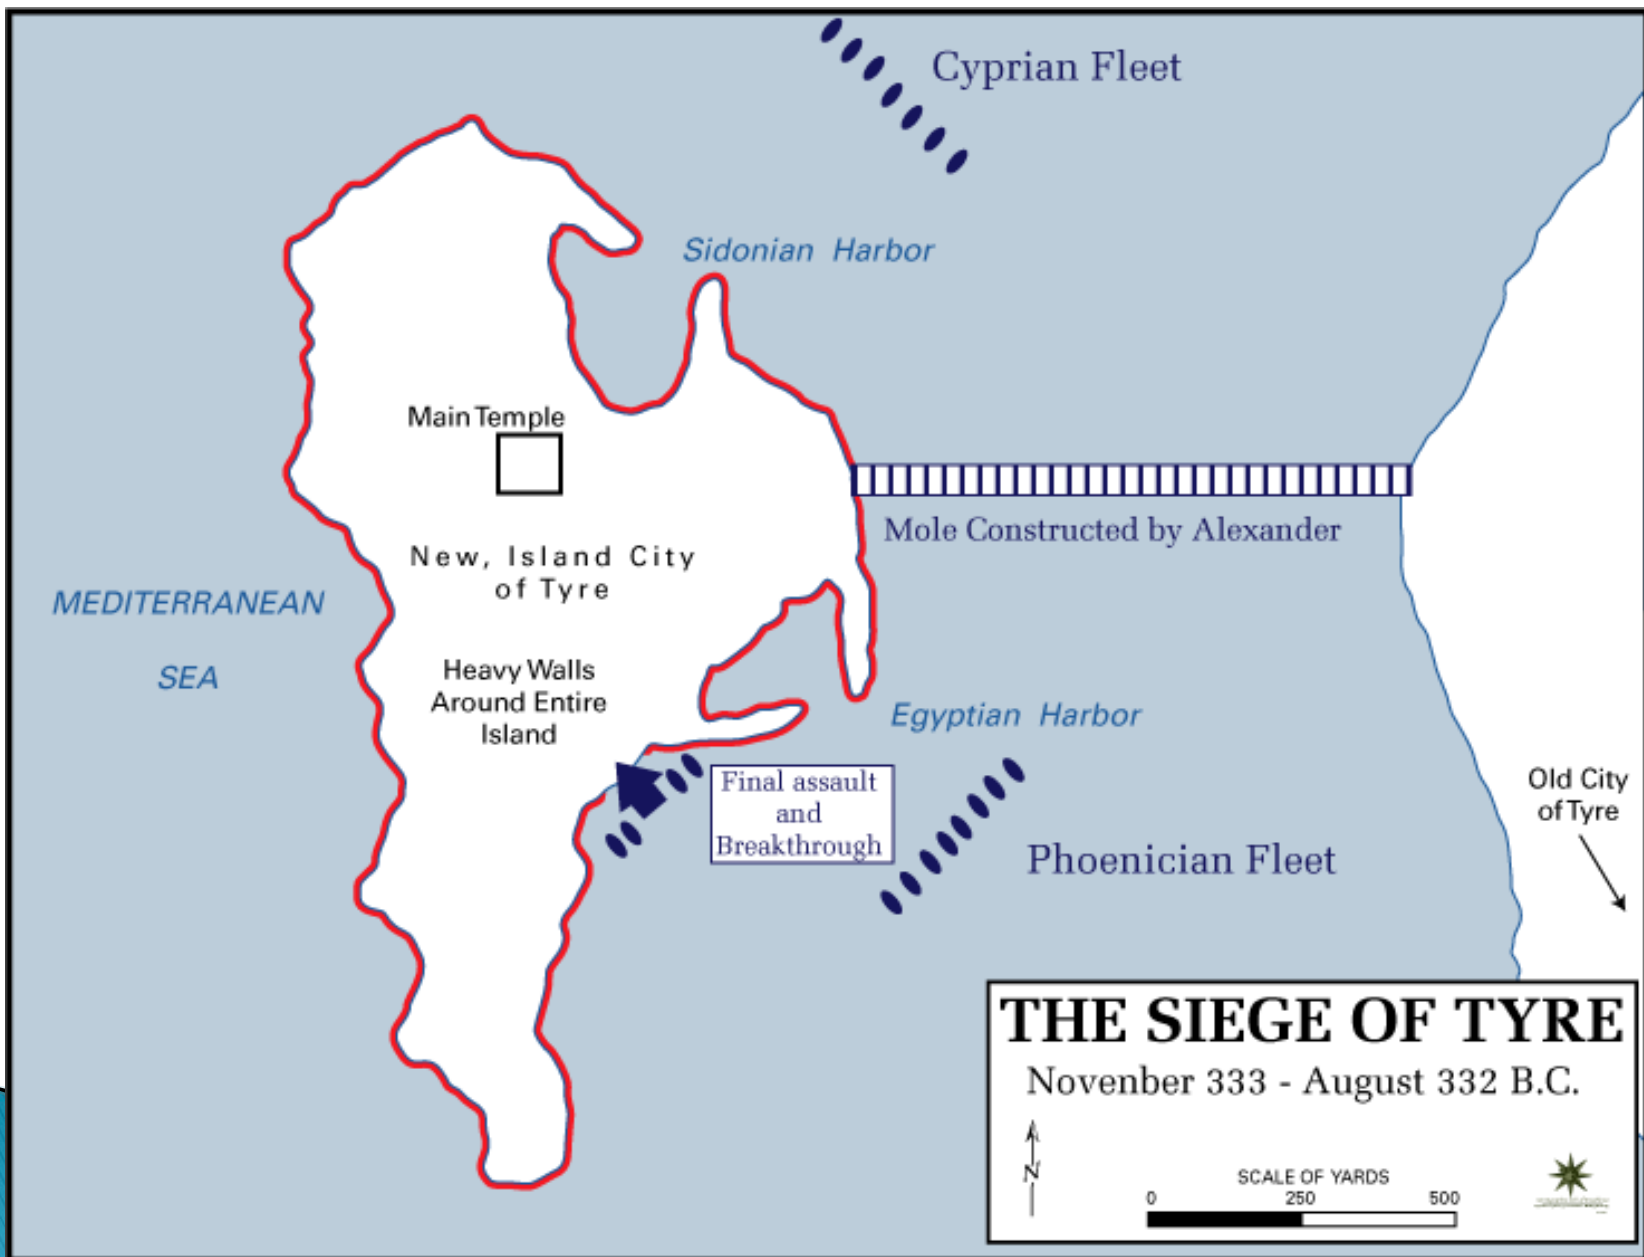 Cyprian Fleet
Sidonian Harbor
Main Temple
Mole Constructed by Alexander
New, Island City
of Tyre
MEDITERRANEAN
SEA
Heavy Walls
Around Entire
Island
Egyptian Harbor
Final assault
and
Breakthrough
Phoenician Fleet
Old City
of Tyre
THE SIEGE OF TYRE
Novenber 333 - August 332 B.C.
N
SCALE OF YARDS
0 250 500